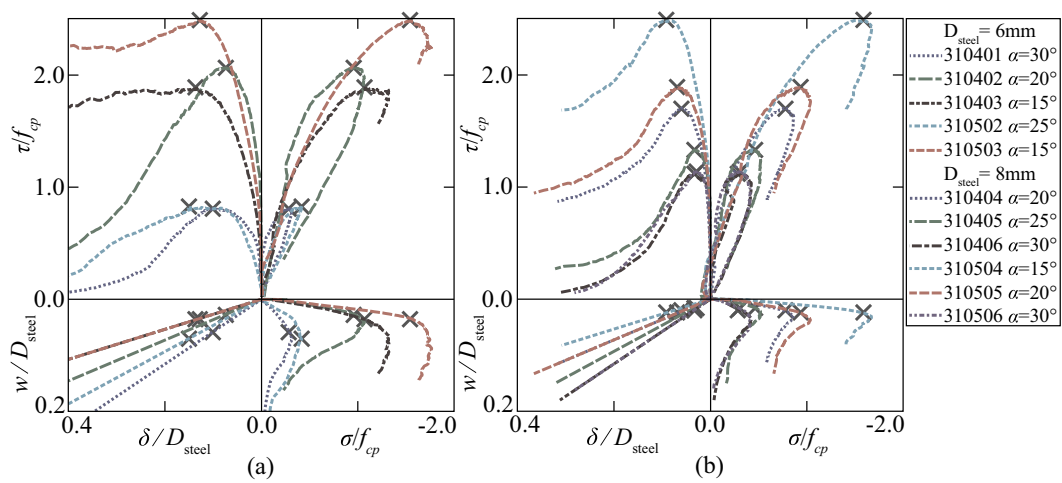 2.0
1.0
0.0
0.2
τ/f_cp
w / D_steel
0.4
0.0
-2.0
δ / D_steel
σ/f_cp
(a)
2.0
1.0
0.0
0.2
τ/f_cp
w / D_steel
0.4
0.0
-2.0
δ / D_steel
σ/f_cp
(b)
D_steel= 6mm
310401 α=30°
310402 α=20°
310403 α=15°
310502 α=25°
310503 α=15°
D_steel= 8mm
310404 α=20°
310405 α=25°
310406 α=30°
310504 α=15°
310505 α=20°
310506 α=30°